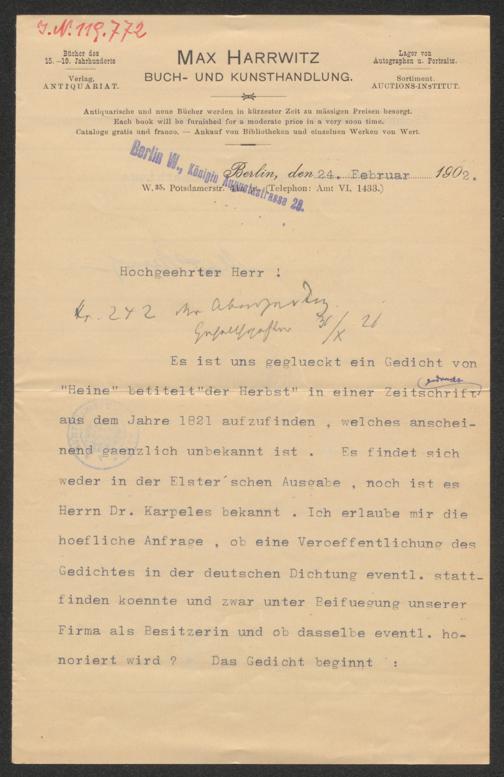 J.N. 119.772
Bücher des
15.-19. Jahrhunderts
Verlag.
ANTIQUARIAT.
MAX HARRWITZ
BUCH- UND KUNSTHANDLUNG.
Lager von
Autographen u. Portraits.
Sortiment.
AUCTIONS-INSTITUT.
Antiquarische und neue Bücher werden in kürzester Zeit zu mässigen Preisen besorgt.
Each book will be furnished for a moderate price in a very soon time.
Cataloge gratis und franco. — Ankauf von Bibliotheken und einzelnen Werken von Wert.
Berlin W., Königin Augustastrasse 28.
Berlin, den 24. Februar 1902.
W. 35. Potsdamerstr. (Telephon: Amt VI, 1433.)
Hochgeehrter Herr !
242
Es ist uns geglueckt ein Gedicht von
"Heine" betitelt"der Herbst" in einer Zeitschrift
aus dem Jahre 1821 aufzufinden , welches anschei-
nend gaenzlich unbekannt ist . Es findet sich
weder in der Elster´schen Ausgabe , noch ist es
Herrn Dr. Karpeles bekannt . Ich erlaube mir die
hoefliche Anfrage , ob eine Veroeffentlichung des
Gedichtes in der deutschen Dichtung eventl. statt-
finden koennte und zwar unter Beifuegung unserer
Firma als Besitzerin und ob dasselbe eventl. ho-
noriert wird ? Das Gedicht beginnt :